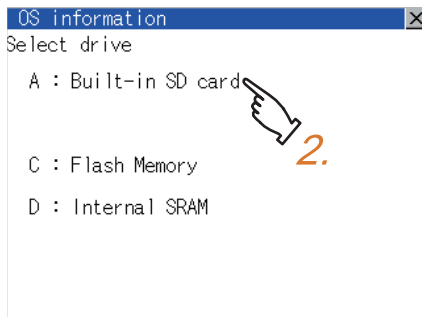 OS information
Select drive
A : Built-in SD card
2.
C : Flash Memory
D : Internal SRAM